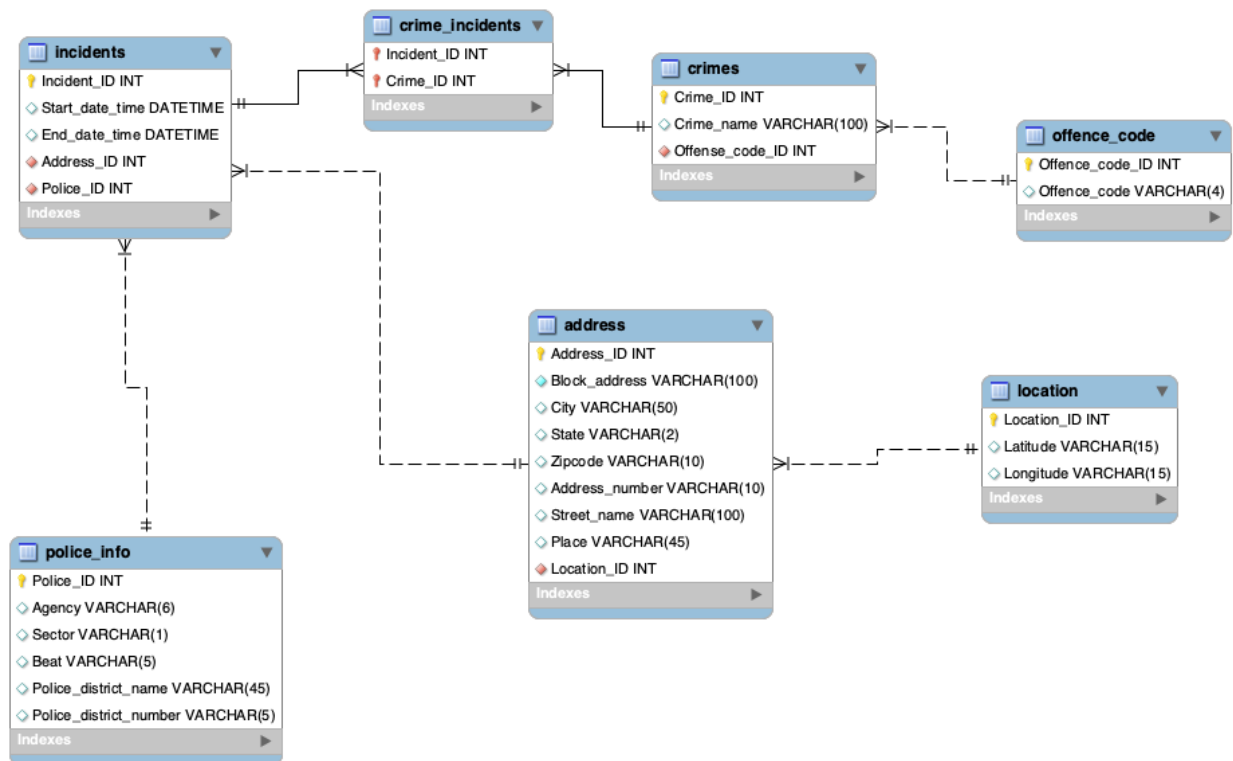 incidents
Incident_ID INT
Start_date_time DATETIME
End_date_time DATETIME
Address_ID INT
Police_ID INT
Indexes
crime_incidents
Incident_ID INT
Crime_ID INT
Indexes
crimes
Crime_ID INT
Crime_name VARCHAR(100)
Offense_code_ID INT
Indexes
offence_code
Offence_code_ID INT
Offence_code VARCHAR(4)
Indexes
address
Address_ID INT
Block_address VARCHAR(100)
City VARCHAR(50)
State VARCHAR(2)
Zipcode VARCHAR(10)
Address_number VARCHAR(10)
Street_name VARCHAR(100)
Place VARCHAR(45)
Location_ID INT
Indexes
location
Location_ID INT
Latitude VARCHAR(15)
Longitude VARCHAR(15)
Indexes
police_info
Police_ID INT
Agency VARCHAR(6)
Sector VARCHAR(1)
Beat VARCHAR(5)
Police_district_name VARCHAR(45)
Police_district_number VARCHAR(5)
Indexes